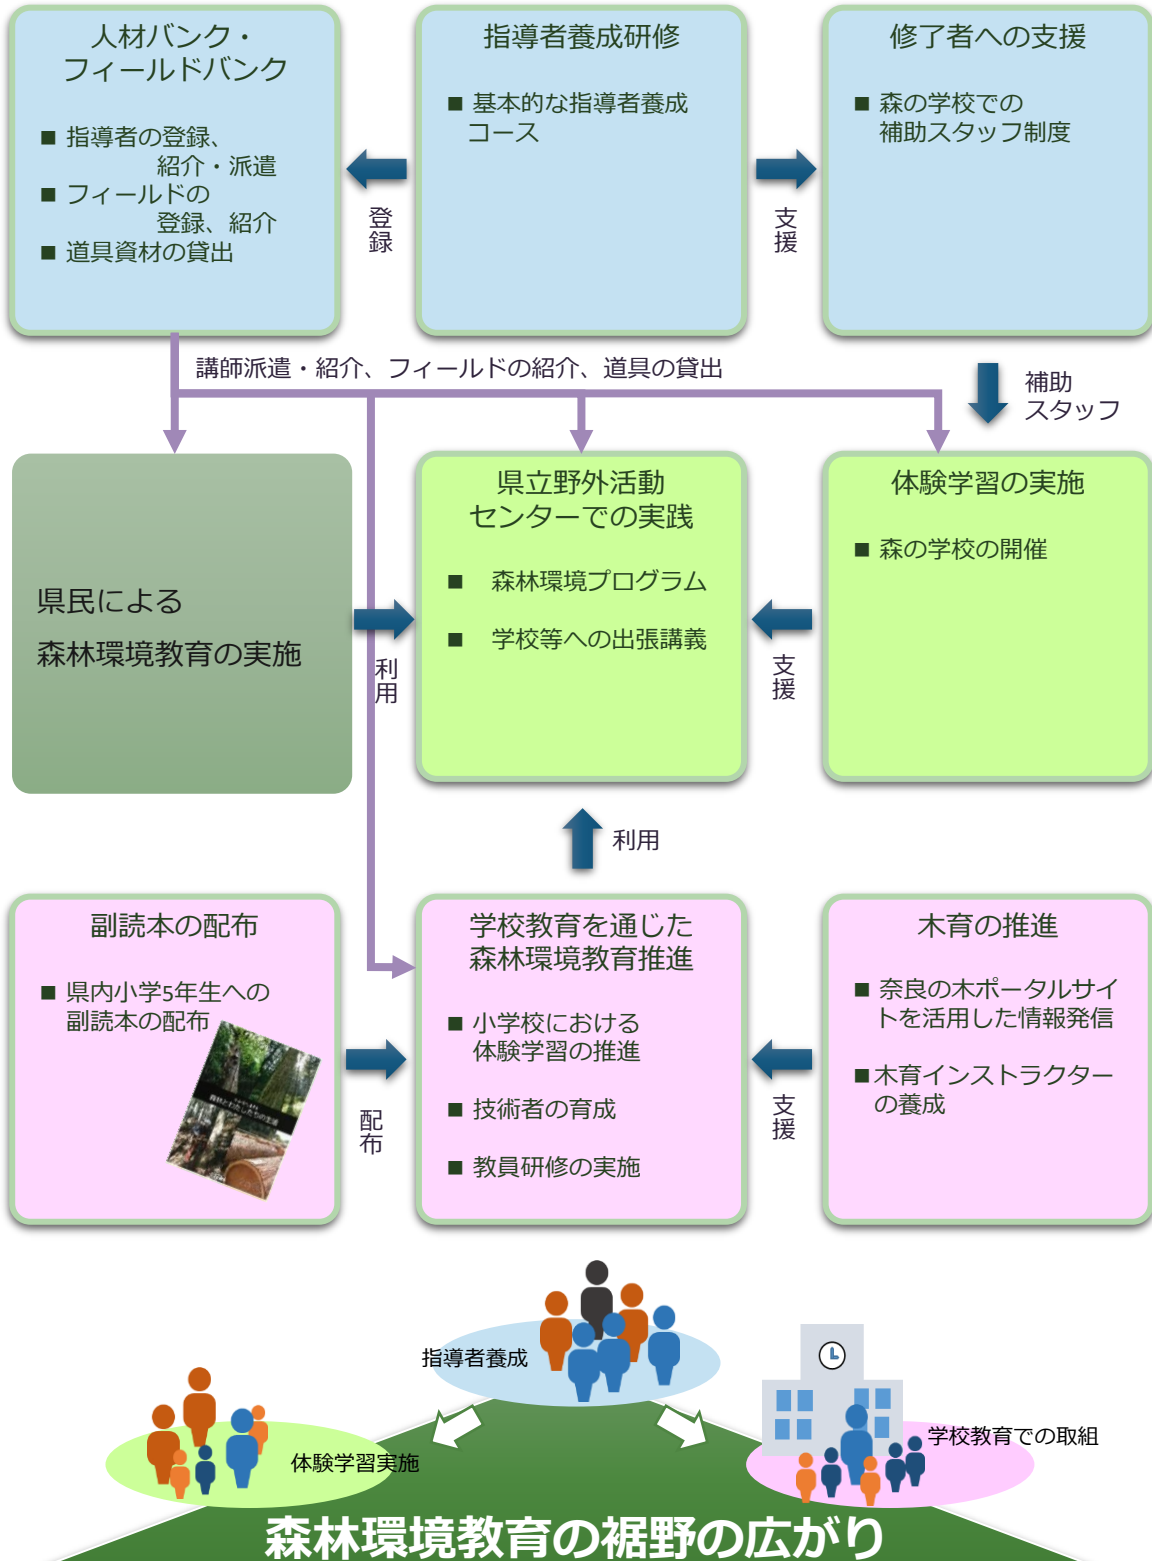 人材バンク・
フィールドバンク
■ 指導者の登録、
紹介・派遣
■ フィールドの
登録、紹介
■ 道具資材の貸出
登録
指導者養成研修
■ 基本的な指導者養成
コース
支援
修了者への支援
■ 森の学校での
補助スタッフ制度
講師派遣・紹介、フィールドの紹介、道具の貸出
補助
スタッフ
県民による
森林環境教育の実施
利用
県立野外活動
センターでの実践
■ 森林環境プログラム
■ 学校等への出張講義
支援
体験学習の実施
■ 森の学校の開催
利用
副読本の配布
■ 県内小学5年生への
副読本の配布
配布
学校教育を通じた
森林環境教育推進
■ 小学校における
体験学習の推進
■ 技術者の育成
■ 教員研修の実施
支援
木育の推進
■ 奈良の木ポータルサイ
トを活用した情報発信
■ 木育インストラクター
の養成
指導者養成
体験学習実施
学校教育での取組
森林環境教育の裾野の広がり